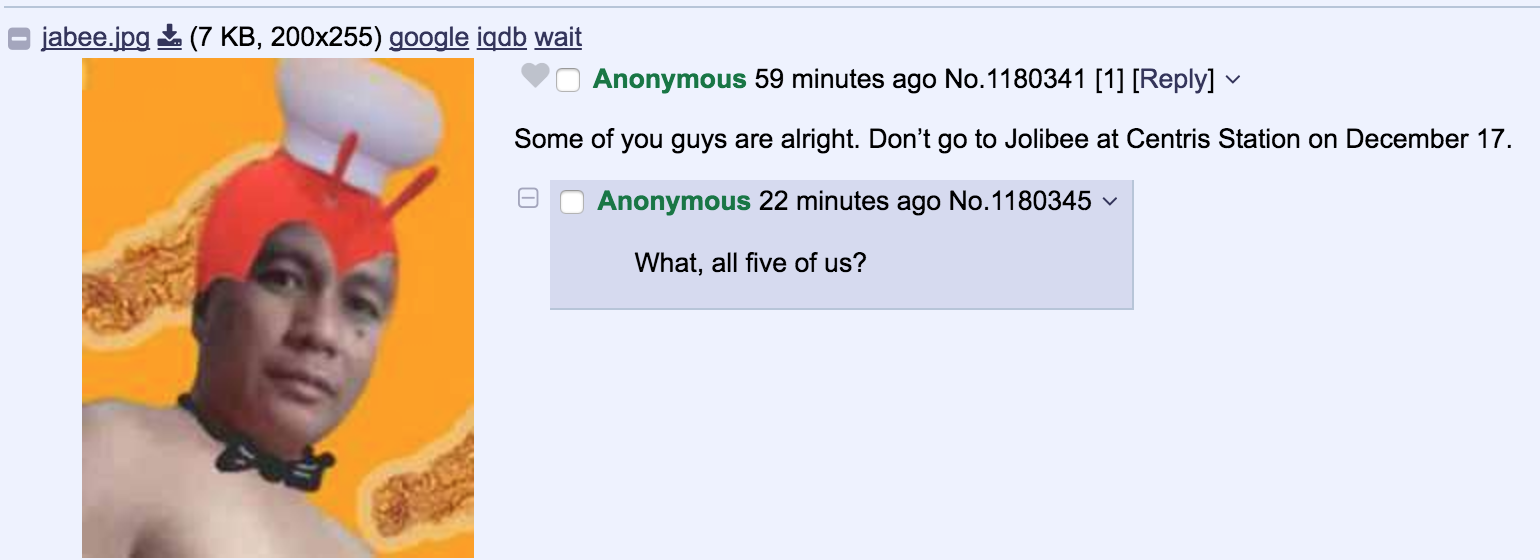 jabee.jpg (7 KB, 200x255) google iqdb wait
Anonymous 59 minutes ago No.1180341 [1] [Reply]
Some of you guys are alright. Don’t go to Jolibee at Centris Station on December 17.
Anonymous 22 minutes ago No.1180345
What, all five of us?